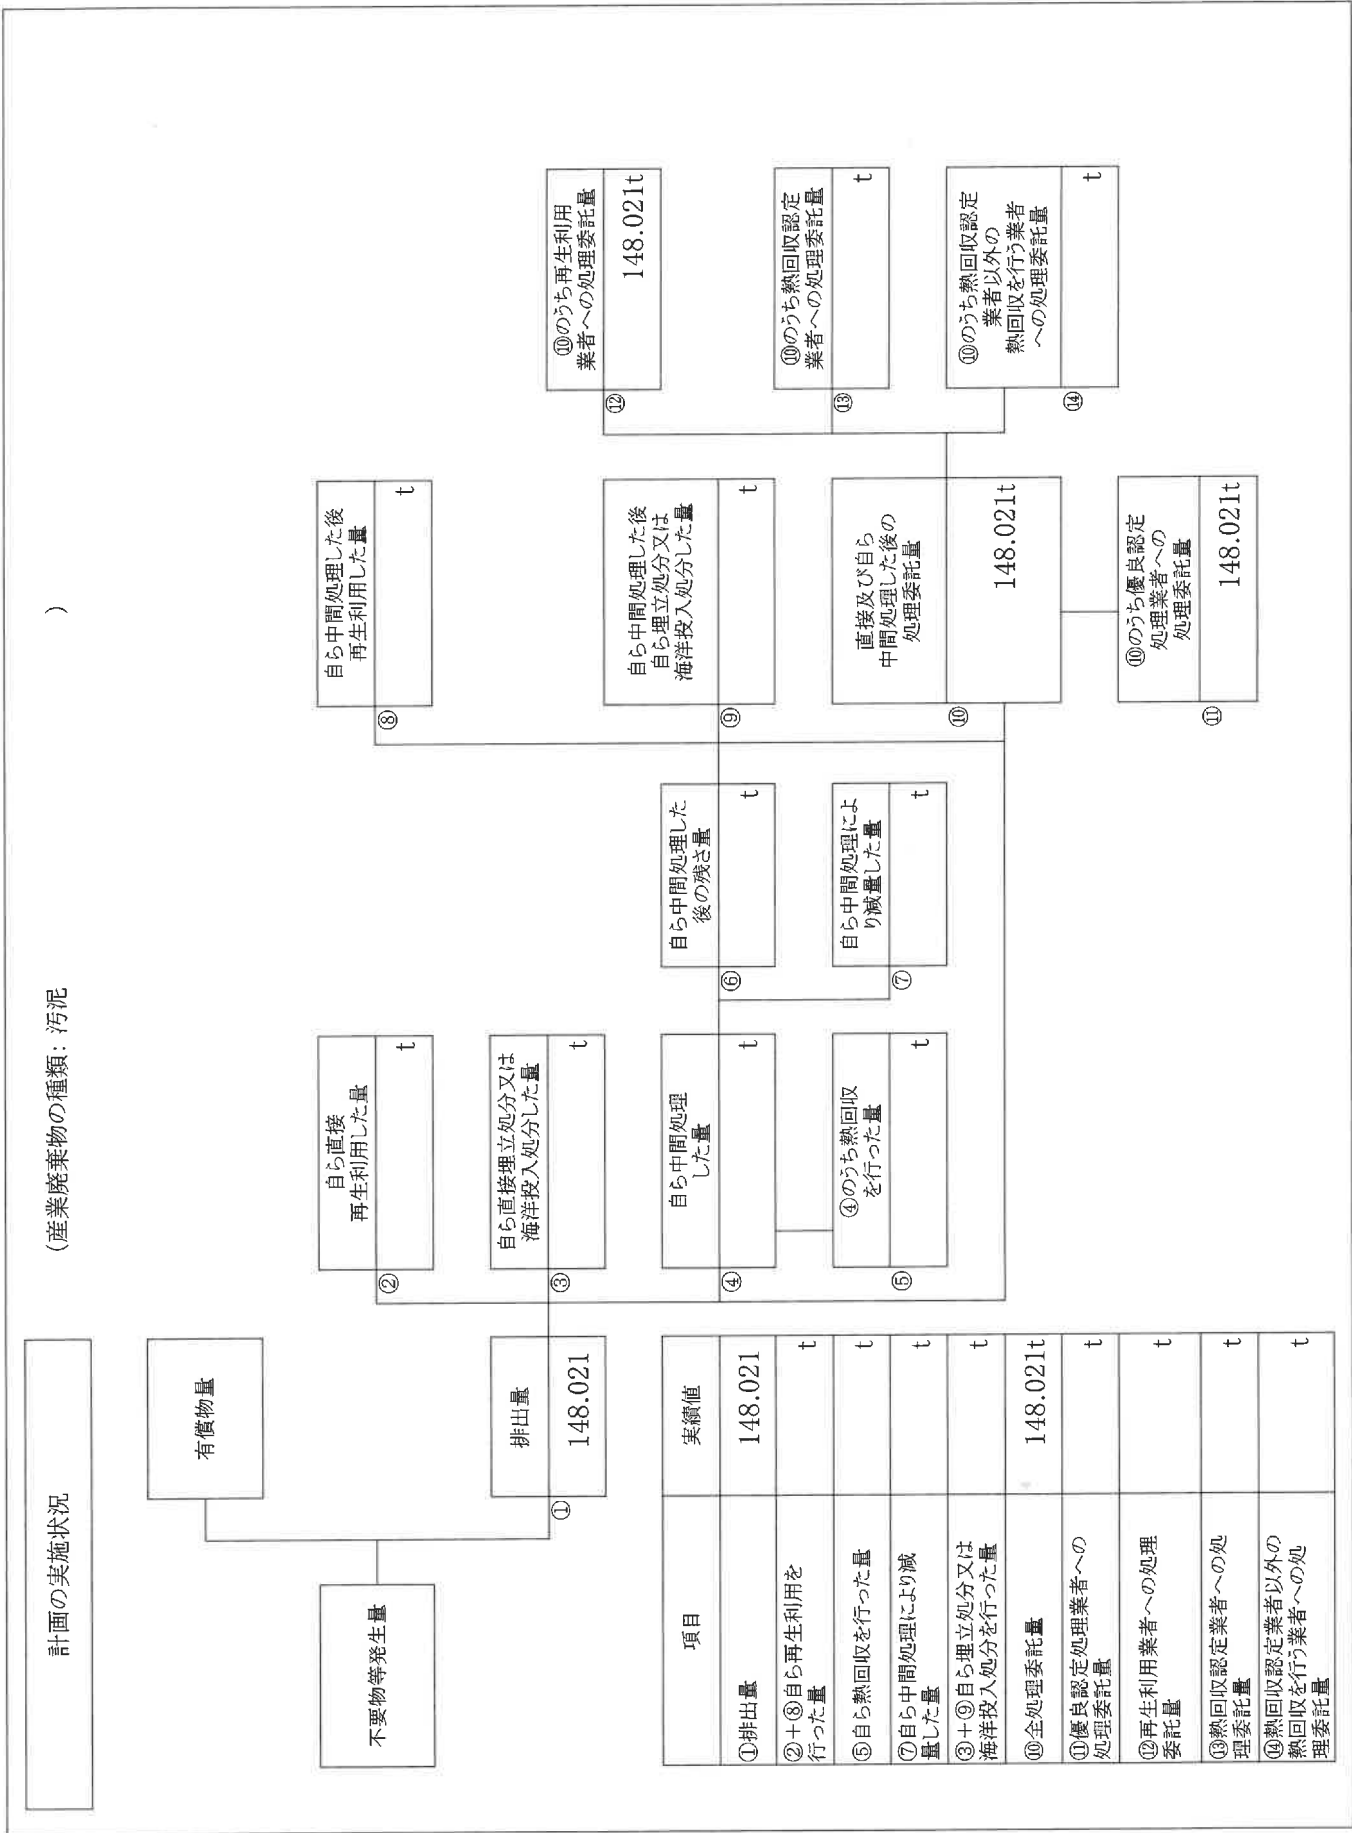 計画の実施状況
(産業廃棄物の種類: 汚泥
)
不要物等発生量
有償物量
排出量
①
148.021
自ら直接
再生利用した量
②
t
自ら直接埋立処分又は
海洋投入処分した量
③
t
自ら中間処理
した量
④
t
④のうち熱回収
を行った量
⑤
t
自ら中間処理した
後の残さ量
⑥
t
自ら中間処理によ
り減量した量
⑦
t
自ら中間処理した後
再生利用した量
⑧
t
自ら中間処理した後
自ら埋立処分又は
海洋投入処分した量
⑨
t
直接及び自ら
中間処理した後の
処理委託量
⑩
148.021t
⑩のうち優良認定
処理業者への
処理委託量
⑪
148.021t
⑩のうち再生利用
業者への処理委託量
⑫
148.021t
⑩のうち熱回収認定
業者への処理委託量
⑬
t
⑩のうち熱回収認定
業者以外の
熱回収を行う業者
への処理委託量
⑭
t
項目 実績値
①排出量 148.021
②+⑧自ら再生利用を
行った量 t
⑤自ら熱回収を行った量 t
⑦自ら中間処理により減
量した量 t
③+⑨自ら埋立処分又は
海洋投入処分を行った量 t
⑩全処理委託量 148.021t
⑪優良認定処理業者への
処理委託量 t
⑫再生利用業者への処理
委託量 t
⑬熱回収認定業者への処
理委託量 t
⑭熱回収認定業者以外の
熱回収を行う業者への処
理委託量 t